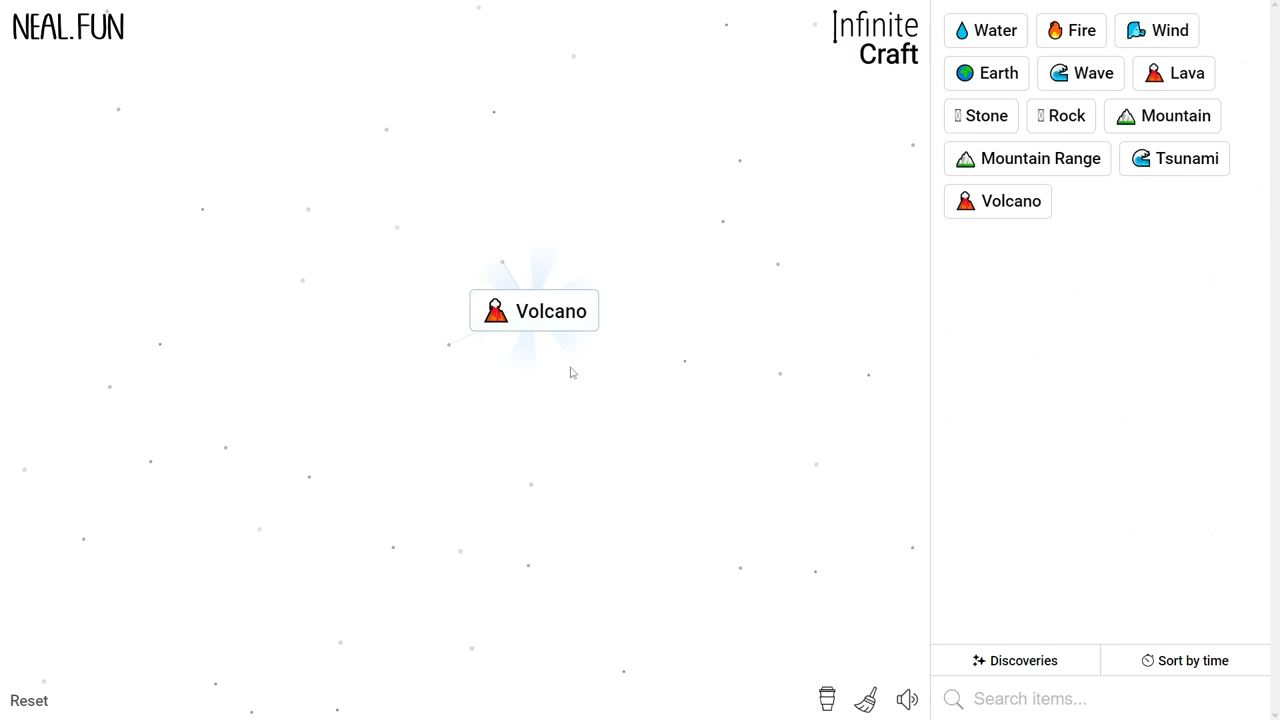 NEAL.FUN
Infinite
Craft
Water Fire Wind
Earth Wave Lava
Stone Rock Mountain
Mountain Range Tsunami
Volcano
Volcano
Discoveries Sort by time
Reset
Search items...